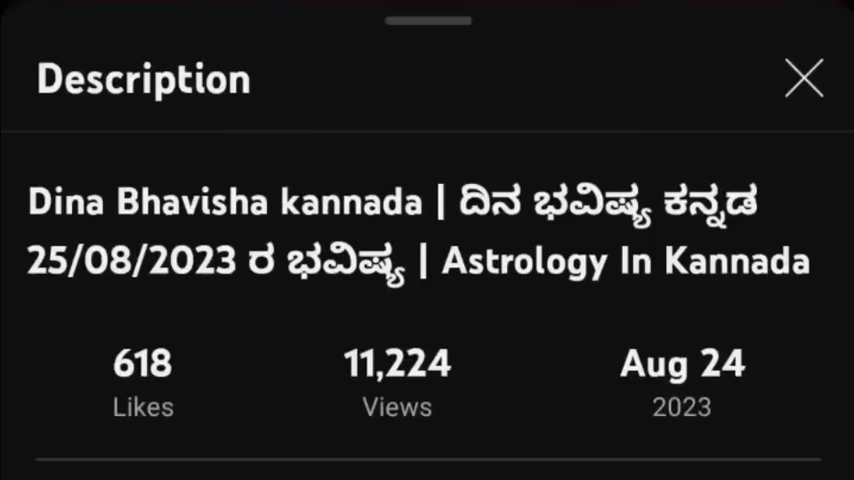 Description
Dina Bhavisha kannada | ದಿನ ಭವಿಷ್ಯ ಕನ್ನಡ
25/08/2023 ರ ಭವಿಷ್ಯ | Astrology In Kannada
618 11,224 Aug 24
Likes Views 2023